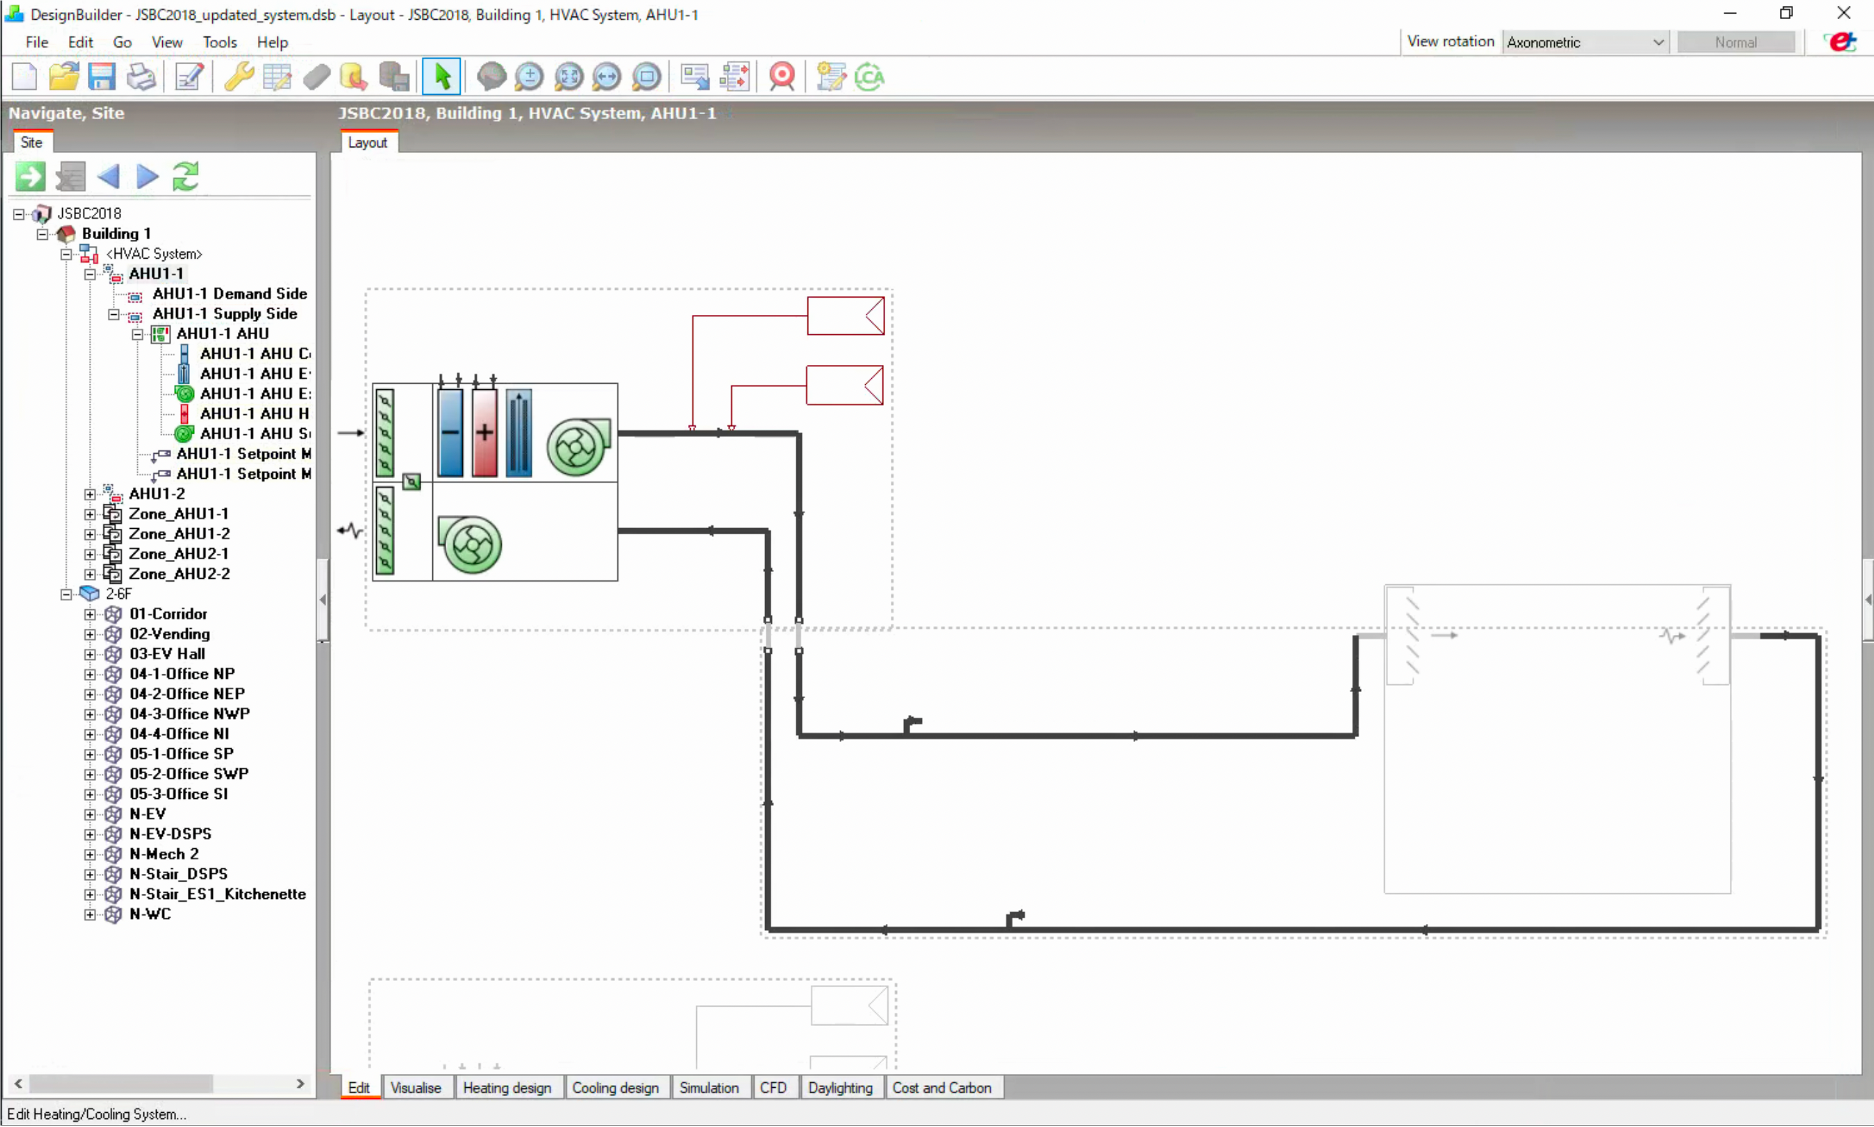 DesignBuilder - JSBC2018_updated_system.dsb - Layout - JSBC2018, Building 1, HVAC System, AHU1-1
File Edit Go View Tools Help
View rotation Axonometric Normal
LCA
Navigate, Site
JSBC2018, Building 1, HVAC System, AHU1-1
Site
Layout
JSBC2018
Building 1
<HVAC System>
AHU1-1
AHU1-1 Demand Side
AHU1-1 Supply Side
AHU1-1 AHU
AHU1-1 AHU C
AHU1-1 AHU E
AHU1-1 AHU E
AHU1-1 AHU H
AHU1-1 AHU S
AHU1-1 Setpoint M
AHU1-1 Setpoint M
AHU1-2
Zone_AHU1-1
Zone_AHU1-2
Zone_AHU2-1
Zone_AHU2-2
2-6F
01-Corridor
02-Vending
03-EV Hall
04-1-Office NP
04-2-Office NEP
04-3-Office NWP
04-4-Office NI
05-1-Office SP
05-2-Office SWP
05-3-Office SI
N-EV
N-EV-DSPS
N-Mech 2
N-Stair_DSPS
N-Stair_ES1_Kitchenette
N-WC
Edit Visualise Heating design Cooling design Simulation CFD Daylighting Cost and Carbon
Edit Heating/Cooling System...